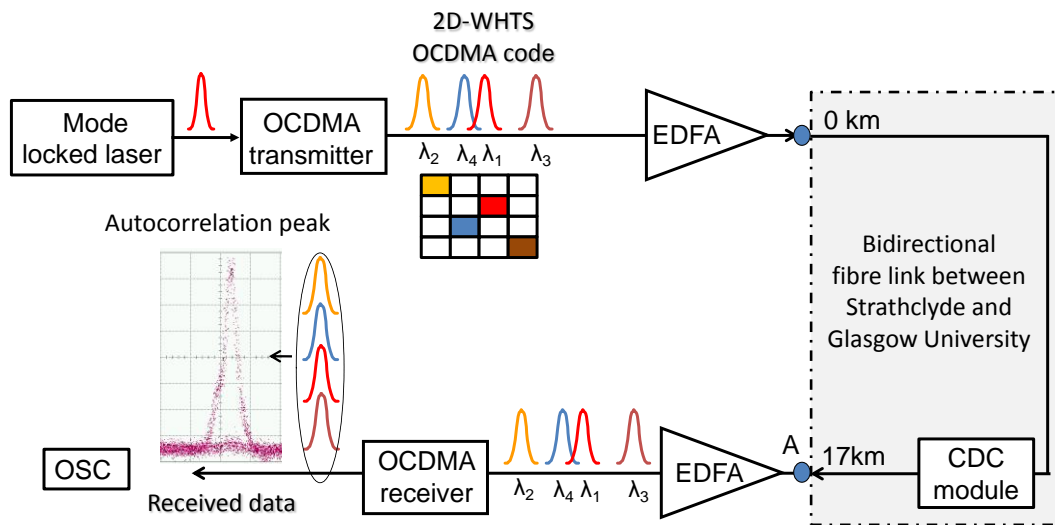 2D-WHTS
OCDMA code
Mode
locked laser
OCDMA
transmitter
λ2 λ4 λ1 λ3
EDFA
0 km
Autocorrelation peak
Bidirectional
fibre link between
Strathclyde and
Glasgow University
OSC
Received data
OCDMA
receiver
λ2 λ4 λ1 λ3
EDFA
A
17km
CDC
module